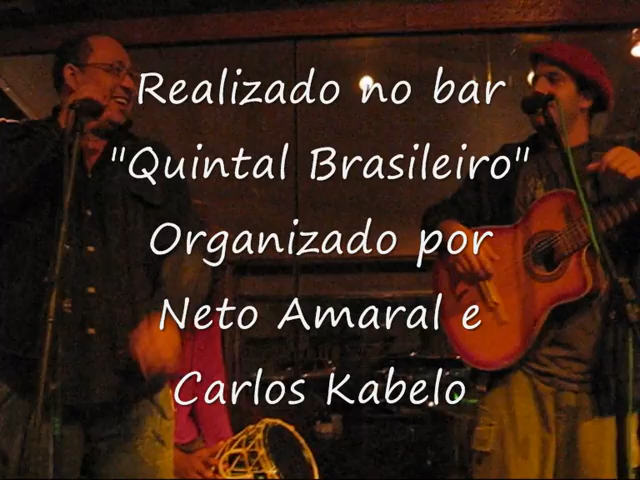 Realizado no bar
"Quintal Brasileiro"
Organizado por
Neto Amaral e
Carlos Kabelo